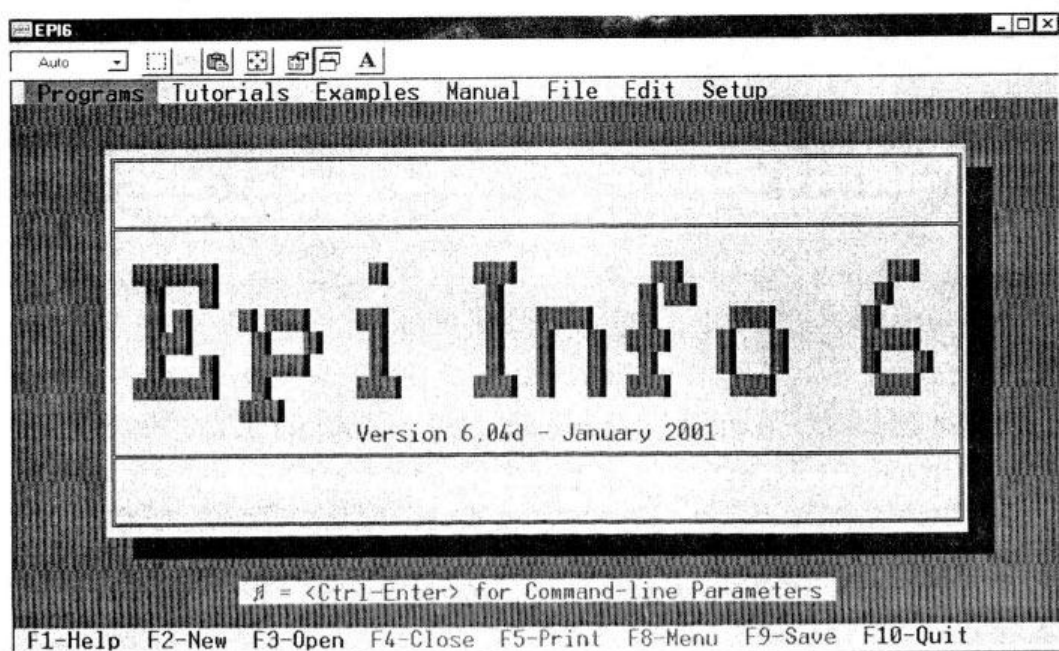 EPI6
Auto A
Programs Tutorials Examples Manual File Edit Setup
Epi Info 6
Version 6.04d - January 2001
♬ = <Ctrl-Enter> for Command-line Parameters
F1-Help F2-New F3-Open F4-Close F5-Print F8-Menu F9-Save F10-Quit